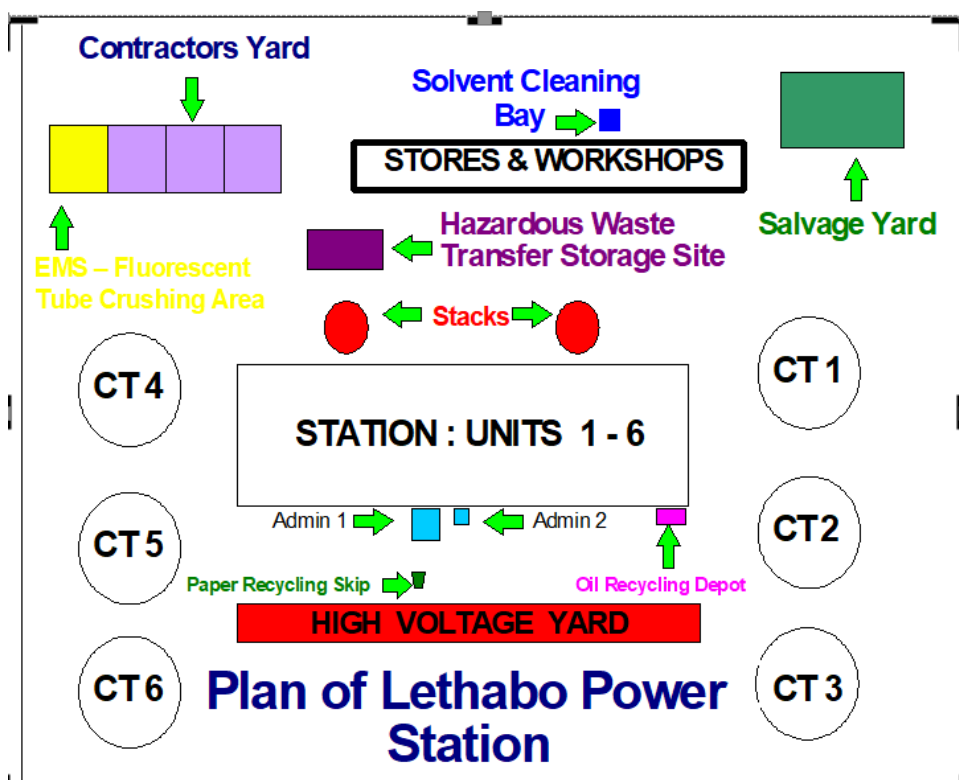 Contractors Yard
Solvent Cleaning
Bay
STORES & WORKSHOPS
Salvage Yard
Hazardous Waste
Transfer Storage Site
EMS – Fluorescent
Tube Crushing Area
Stacks
CT 4
CT 1
STATION : UNITS 1 - 6
Admin 1
Admin 2
CT 5
CT 2
Paper Recycling Skip
Oil Recycling Depot
HIGH VOLTAGE YARD
CT 6
CT 3
Plan of Lethabo Power
Station